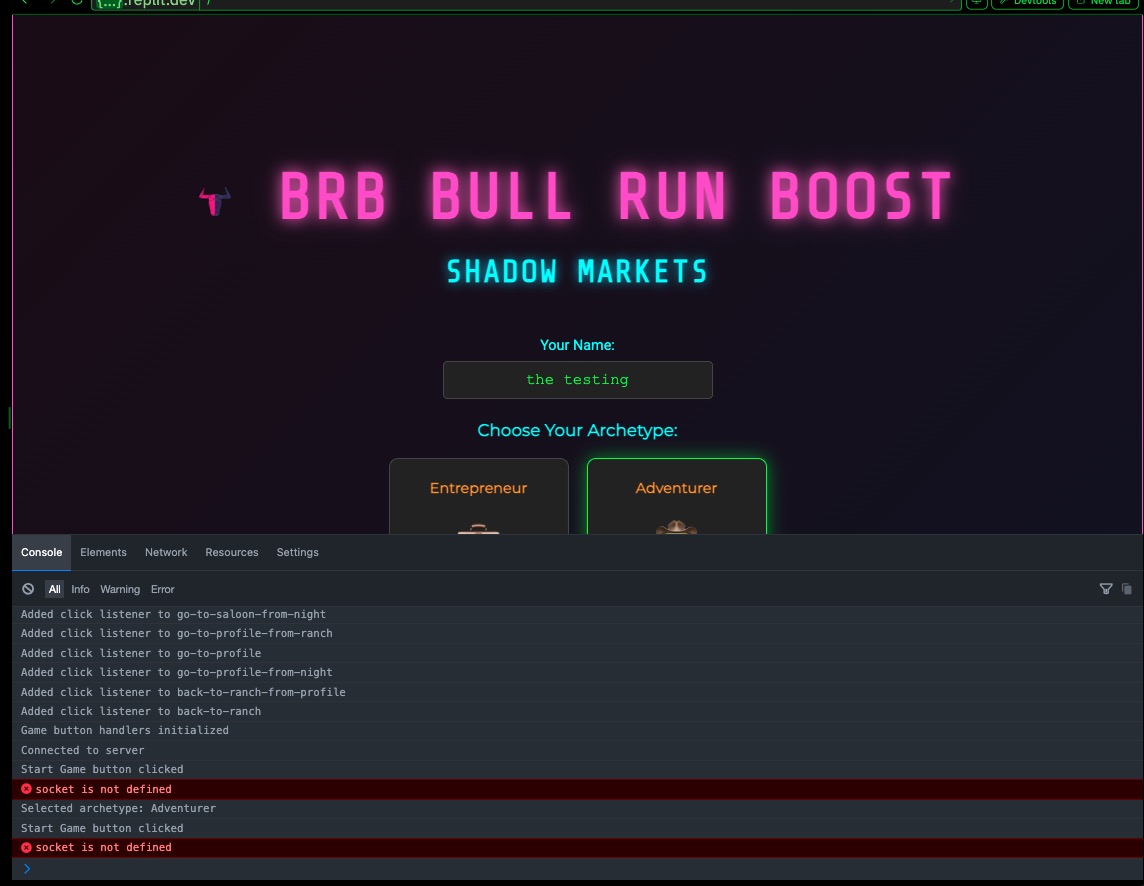 {...}.replit.dev /
Devtools
New tab
BRB BULL RUN BOOST
SHADOW MARKETS
Your Name:
the testing
Choose Your Archetype:
Entrepreneur Adventurer
Console Elements Network Resources Settings
All Info Warning Error
Added click listener to go-to-saloon-from-night
Added click listener to go-to-profile-from-ranch
Added click listener to go-to-profile
Added click listener to go-to-profile-from-night
Added click listener to back-to-ranch-from-profile
Added click listener to back-to-ranch
Game button handlers initialized
Connected to server
Start Game button clicked
socket is not defined
Selected archetype: Adventurer
Start Game button clicked
socket is not defined